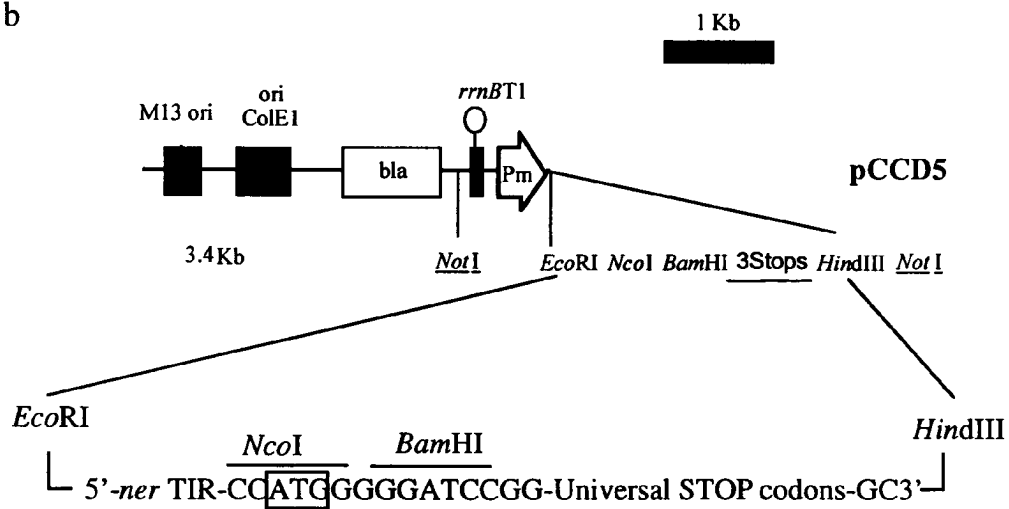 b
1 Kb
rrnBT1
ori
M13 ori
ColE1
bla
Pm
pCCD5
3.4Kb
NotI
EcoRI NcoI BamHI 3Stops HindIII NotI
EcoRI
HindIII
NcoI BamHI
5'-ner TIR-CCATGGGGGATCCGG-Universal STOP codons-GC3'